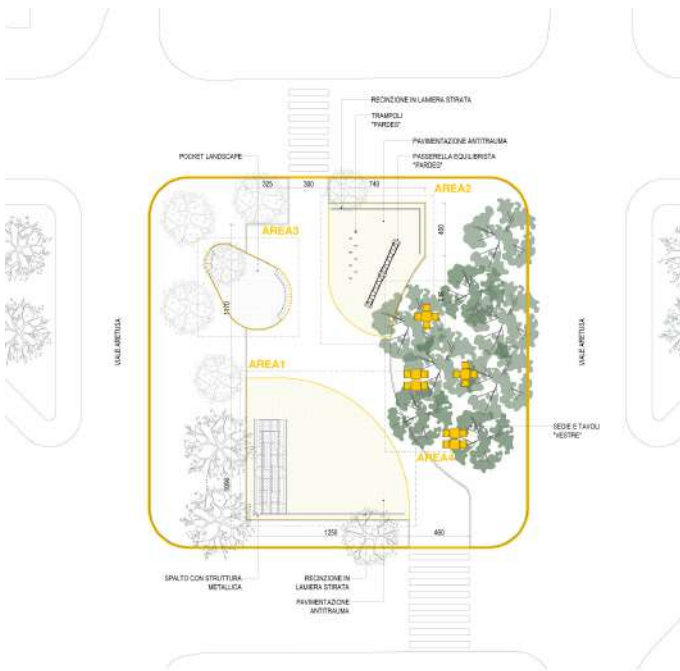 RECINZIONE IN LAMIERA STIRATA
TRAMPOLI
"PARDES"
PAVIMENTAZIONE ANTITRAUMA
POCKET LANDSCAPE
PASSERELLA EQUILIBRISTA
"PARDES"
325
380
740
AREA2
400
AREA3
1070
VIALE ARETUSA
VIALE ARETUSA
AREA1
SEDIE E TAVOLI
"VESTRE"
AREA4
1090
1250
460
SPALTO CON STRUTTURA
METALLICA
RECINZIONE IN
LAMIERA STIRATA
PAVIMENTAZIONE
ANTITRAUMA